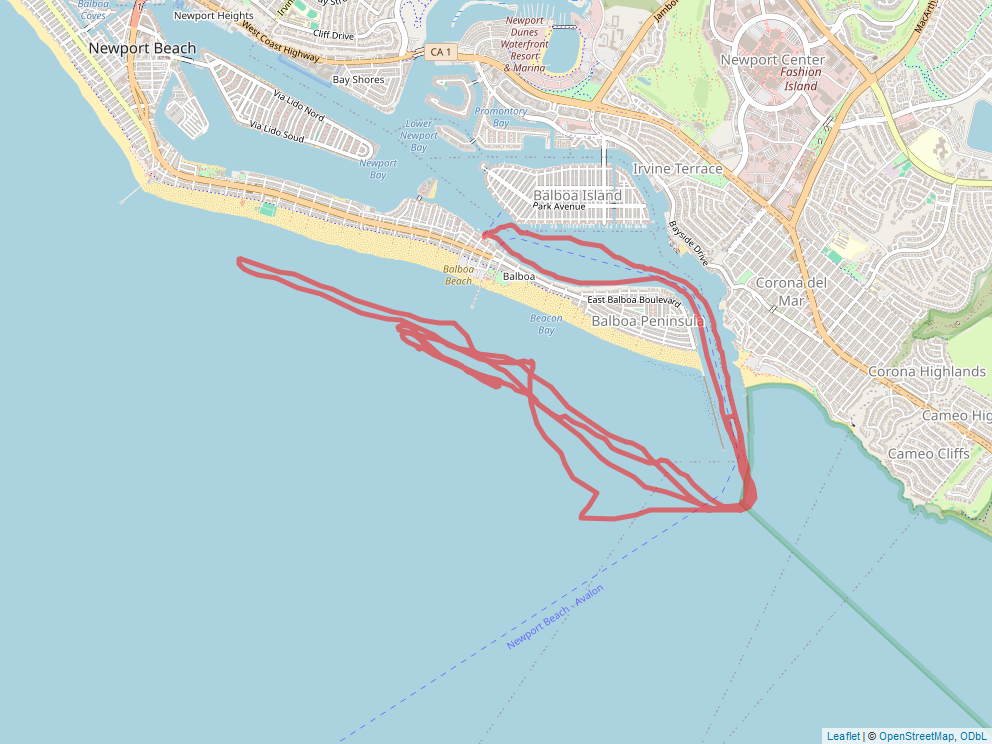 Balboa
Coves
Newport Heights
Cliff Drive
West Coast Highway
Newport Beach
CA 1
Newport
Dunes
Waterfront
Resort
& Marina
Newport Center
Fashion
Island
Bay Shores
Via Lido Nord
Via Lido Soud
Promontory
Bay
Lower
Newport
Bay
Newport
Bay
Irvine Terrace
Balboa Island
Park Avenue
Bayside Drive
Balboa
Beach
Balboa
Corona del
Mar
East Balboa Boulevard
Beacon
Bay
Balboa Peninsula
Corona Highlands
Cameo Hig
Cameo Cliffs
Newport Beach - Avalon
Leaflet | © OpenStreetMap, ODbL